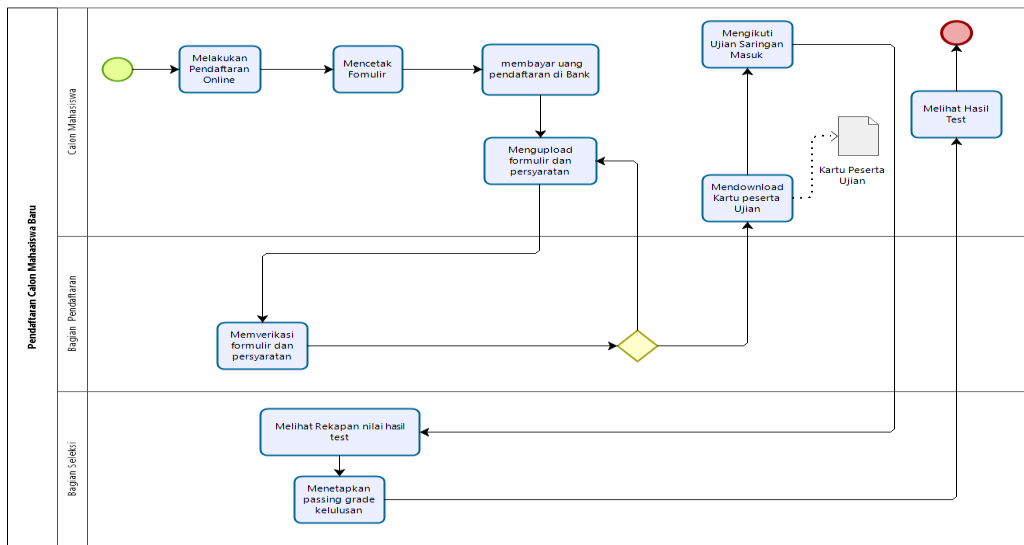 Pendaftaran Calon Mahasiswa Baru
Calon Mahasiswa
Melakukan
Pendaftaran
Online
Mencetak
Fomulir
membayar uang
pendaftaran di Bank
Mengupload
formulir dan
persyaratan
Mengikuti
Ujian Saringan
Masuk
Mendownload
Kartu peserta
Ujian
Kartu Peserta
Ujian
Melihat Hasil
Test
Bagian Pendaftaran
Memverikasi
formulir dan
persyaratan
Bagian Seleksi
Melihat Rekapan nilai hasil
test
Menetapkan
passing grade
kelulusan